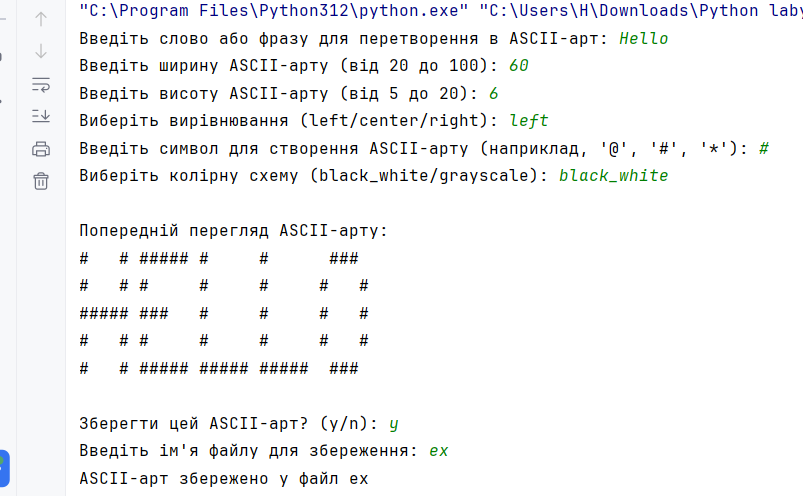 "C:\Program Files\Python312\python.exe" "C:\Users\H\Downloads\Python
Введіть слово або фразу для перетворення в ASCII-арт: Hello
Введіть ширину ASCII-арту (від 20 до 100): 60
Введіть висоту ASCII-арту (від 5 до 20): 6
Виберіть вирівнювання (left/center/right): left
Введіть символ для створення ASCII-арту (наприклад, '@', '#', '*'): #
Виберіть колірну схему (black_white/grayscale): black_white
Попередній перегляд ASCII-арту:
#   # ##### #     #      ###
#   # #     #     #     #   #
##### ###   #     #     #   #
#   # #     #     #     #   #
#   # ##### ##### #####  ###
Зберегти цей ASCII-арт? (y/n): y
Введіть ім'я файлу для збереження: ex
ASCII-арт збережено у файл ex